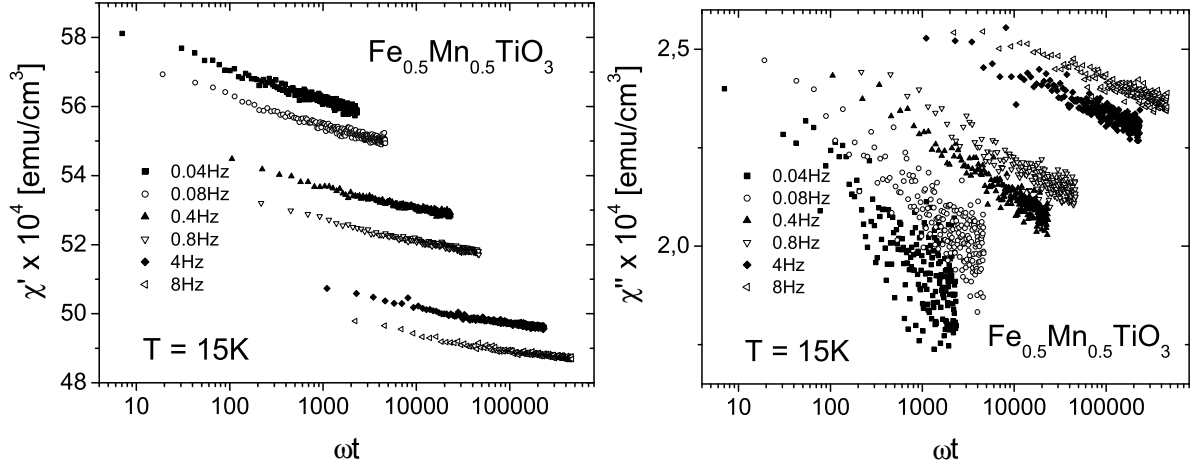 58
56
54
52
50
48
χ' x 10⁴ [emu/cm³]
Fe₀.₅Mn₀.₅TiO₃
0.04Hz
0.08Hz
0.4Hz
0.8Hz
4Hz
8Hz
T = 15K
10 100 1000 10000 100000
ωt
2,5
2,0
χ'' x 10⁴ [emu/cm³]
0.04Hz
0.08Hz
0.4Hz
0.8Hz
4Hz
8Hz
T = 15K
Fe₀.₅Mn₀.₅TiO₃
10 100 1000 10000 100000
ωt